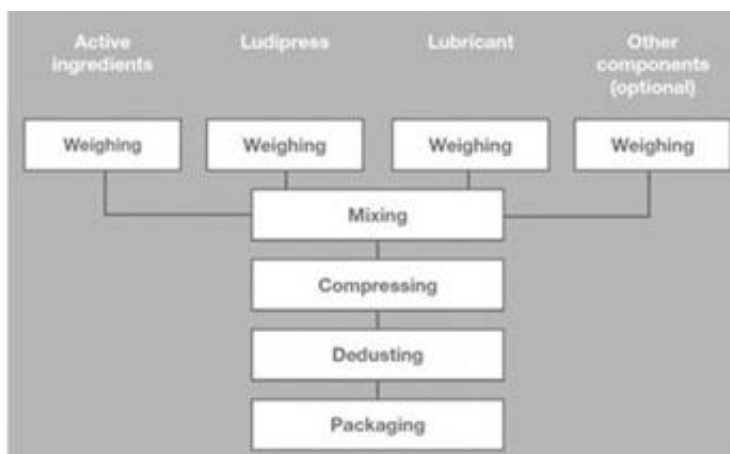 Active
ingredients
Ludipress
Lubricant
Other
components
(optional)
Weighing
Weighing
Weighing
Weighing
Mixing
Compressing
Dedusting
Packaging